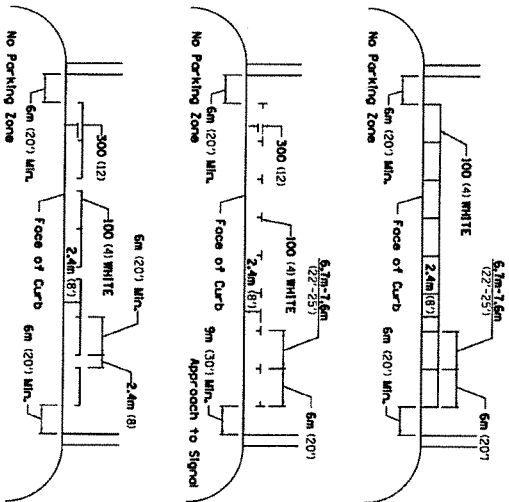 6.7m-7.6m
(22'-25')
6m (20')
100 (4) WHITE
2.4m (8')
6m (20') Min.
Face of Curb
6m (20') Min.
No Parking Zone
6.7m-7.6m
(22'-25')
6m (20')
300 (12)
100 (4) WHITE
2.4m (8')
6m (20') Min.
Face of Curb
9m (30') Min.
Approach to Signal
No Parking Zone
6m (20') Min.
2.4m (8)
300 (12)
100 (4) WHITE
2.4m (8')
6m (20') Min.
Face of Curb
6m (20') Min.
No Parking Zone